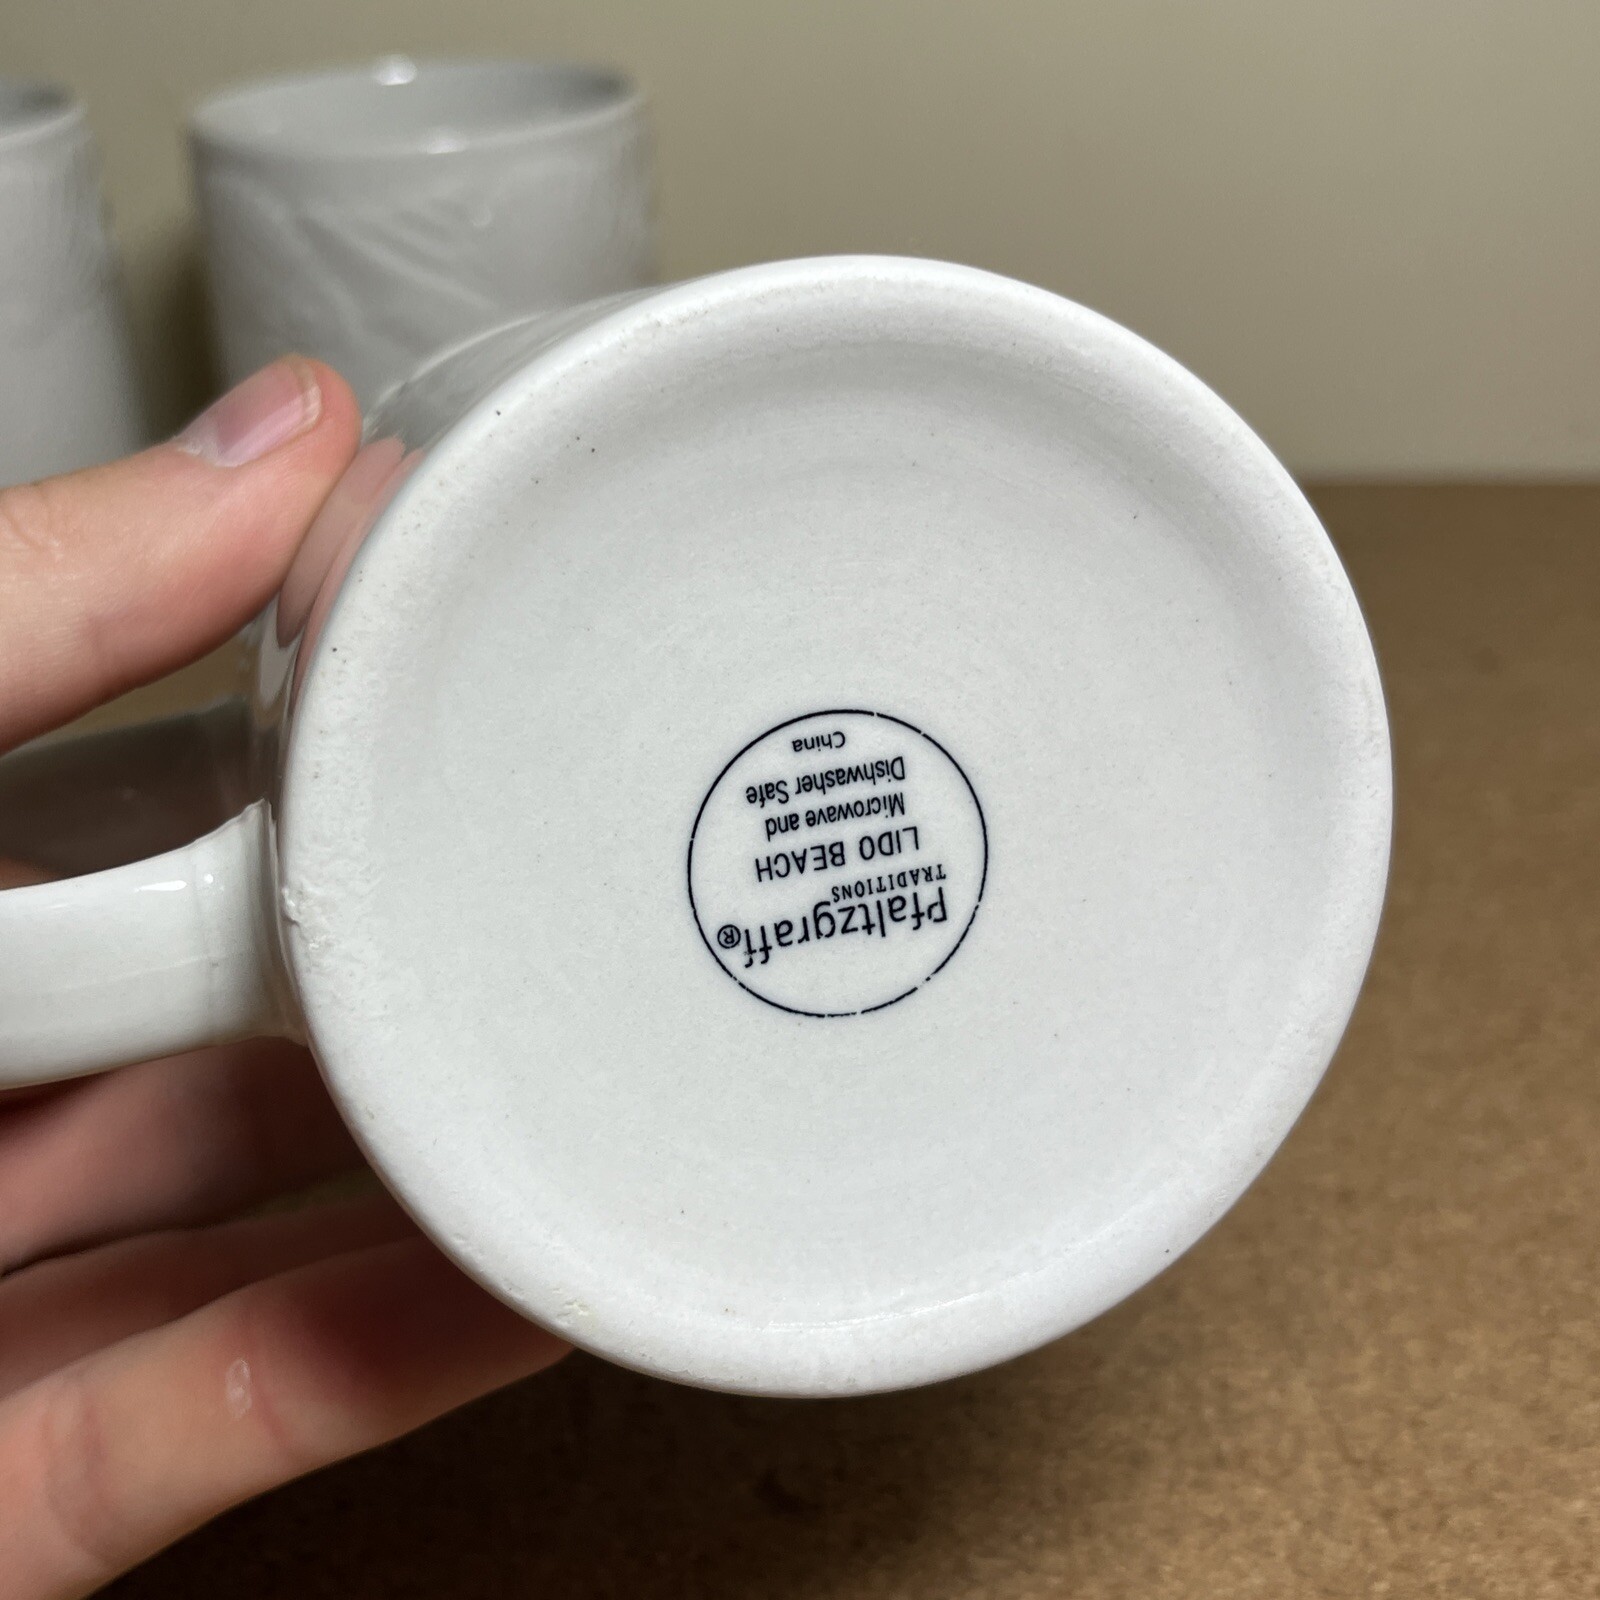 Pfaltzgraff®
TRADITIONS
LIDO BEACH
Microwave and
Dishwasher Safe
China